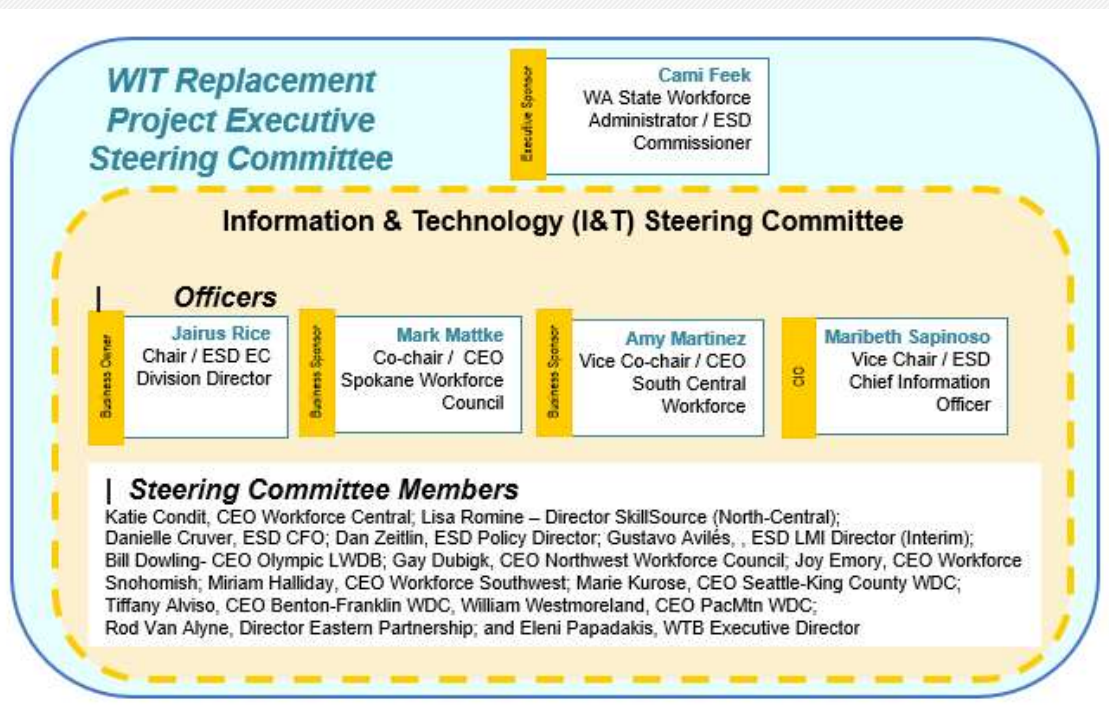 WIT Replacement
Project Executive
Steering Committee
Executive Sponsor
Cami Feek
WA State Workforce
Administrator / ESD
Commissioner
Information & Technology (I&T) Steering Committee
| Officers
Business Owner
Jairus Rice
Chair / ESD EC
Division Director
Business Sponsor
Mark Mattke
Co-chair / CEO
Spokane Workforce
Council
Business Sponsor
Amy Martinez
Vice Co-chair / CEO
South Central
Workforce
CIO
Maribeth Sapinoso
Vice Chair / ESD
Chief Information
Officer
| Steering Committee Members
Katie Condit, CEO Workforce Central; Lisa Romine – Director SkillSource (North-Central);
Danielle Cruver, ESD CFO; Dan Zeitlin, ESD Policy Director; Gustavo Avilés, , ESD LMI Director (Interim);
Bill Dowling- CEO Olympic LWDB; Gay Dubigk, CEO Northwest Workforce Council; Joy Emory, CEO Workforce
Snohomish; Miriam Halliday, CEO Workforce Southwest; Marie Kurose, CEO Seattle-King County WDC;
Tiffany Alviso, CEO Benton-Franklin WDC, William Westmoreland, CEO PacMtn WDC;
Rod Van Alyne, Director Eastern Partnership; and Eleni Papadakis, WTB Executive Director